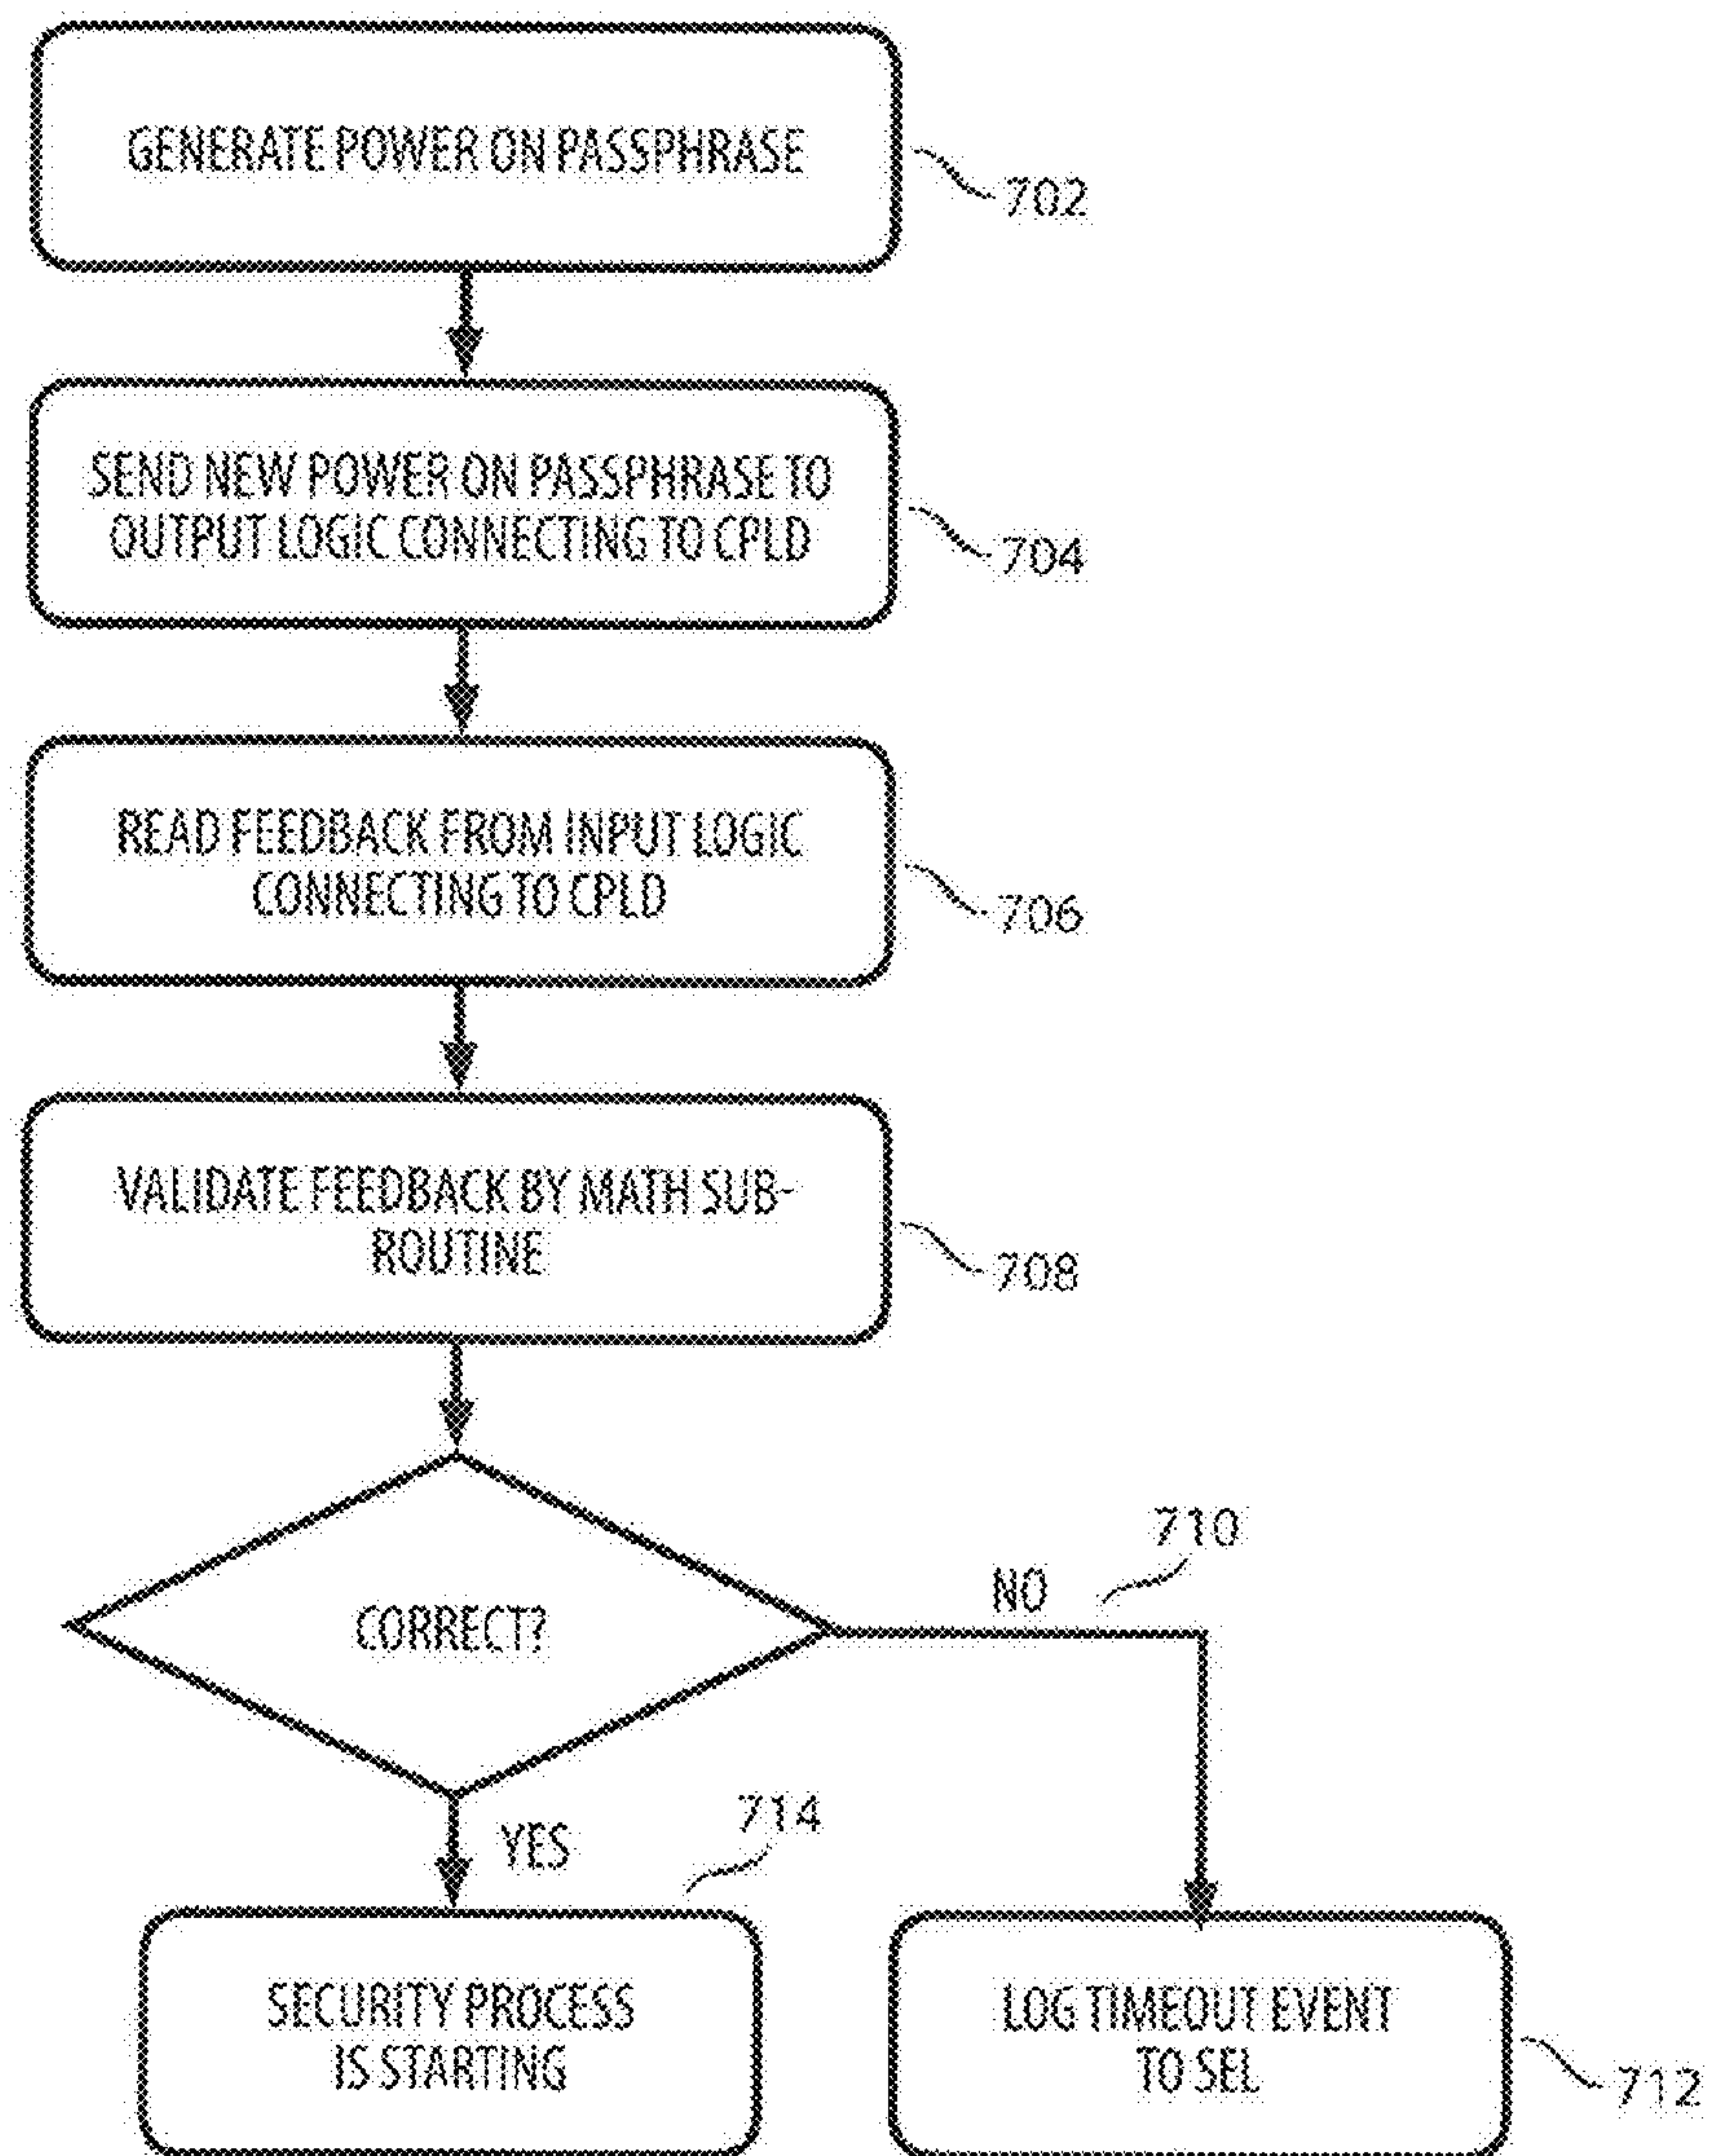 GENERATE POWER ON PASSPHRASE
702
SEND NEW POWER ON PASSPHRASE TO
OUTPUT LOGIC CONNECTING TO CPLD
704
READ FEEDBACK FROM INPUT LOGIC
CONNECTING TO CPLD
706
VALIDATE FEEDBACK BY MATH SUB-
ROUTINE
708
CORRECT?
NO
710
YES
714
SECURITY PROCESS
IS STARTING
LOG TIMEOUT EVENT
TO SEL
712